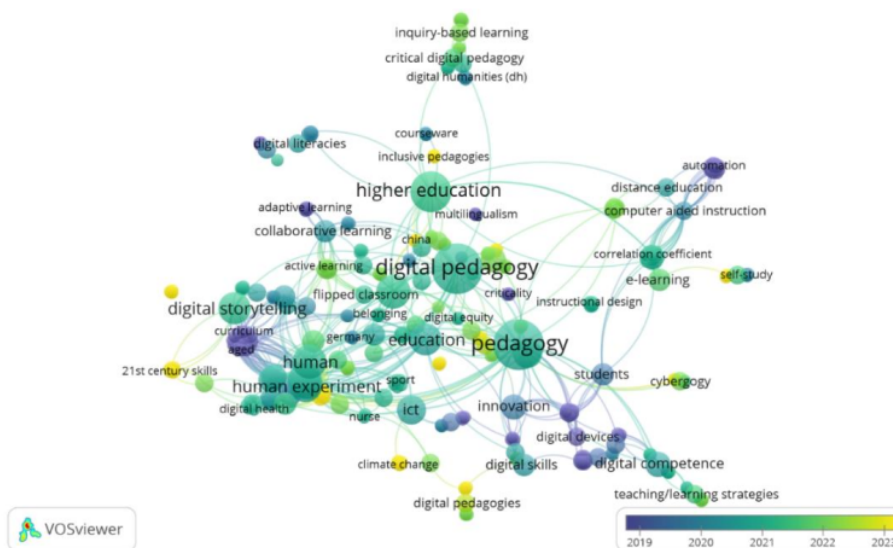 inquiry-based learning
critical digital pedagogy
digital humanities (dh)
courseware
digital literacies
inclusive pedagogies
automation
higher education
distance education
adaptive learning
multilingualism
computer aided instruction
collaborative learning
china
correlation coefficient
active learning
digital pedagogy
self-study
e-learning
flipped classroom
criticality
digital storytelling
instructional design
belonging
digital equity
curriculum
germany
education
pedagogy
aged
human
21st century skills
students
sport
cybergogy
human experiment
digital health
ict
innovation
nurse
digital devices
climate change
digital skills
digital competence
teaching/learning strategies
digital pedagogies
VOSviewer
2019 2020 2021 2022 2023